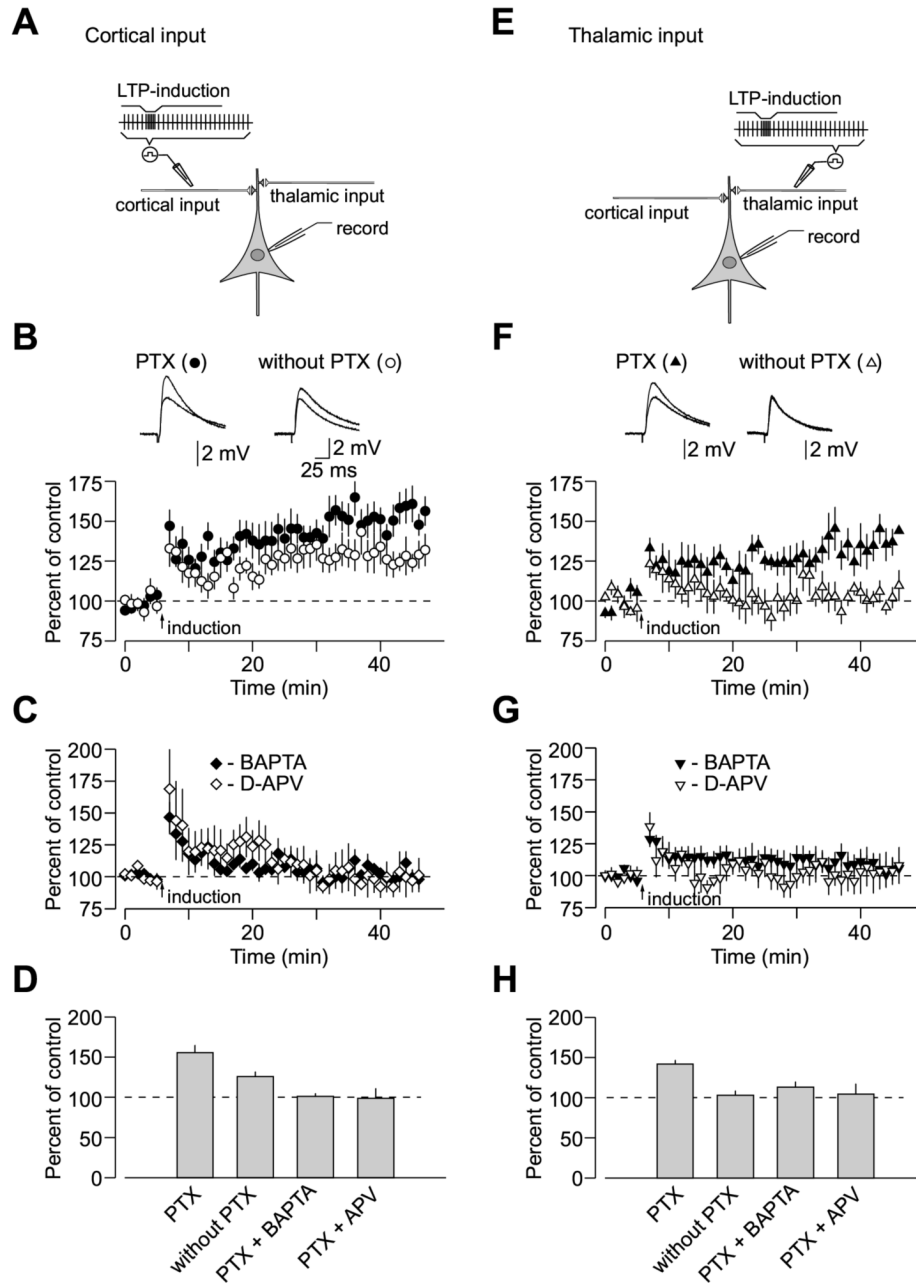 A
Cortical input
LTP-induction
cortical input
thalamic input
record
B
PTX (●)
without PTX (○)
2 mV
2 mV
25 ms
Percent of control
175
150
125
100
75
induction
0
20
40
Time (min)
C
Percent of control
200
175
150
125
100
75
◆ - BAPTA
◇ - D-APV
induction
0
20
40
Time (min)
D
Percent of control
200
150
100
50
0
PTX
without PTX
PTX + BAPTA
PTX + APV
E
Thalamic input
LTP-induction
cortical input
thalamic input
record
F
PTX (▲)
without PTX (△)
2 mV
2 mV
Percent of control
175
150
125
100
75
induction
0
20
40
Time (min)
G
Percent of control
200
175
150
125
100
75
▼ - BAPTA
▽ - D-APV
induction
0
20
40
Time (min)
H
Percent of control
200
150
100
50
0
PTX
without PTX
PTX + BAPTA
PTX + APV